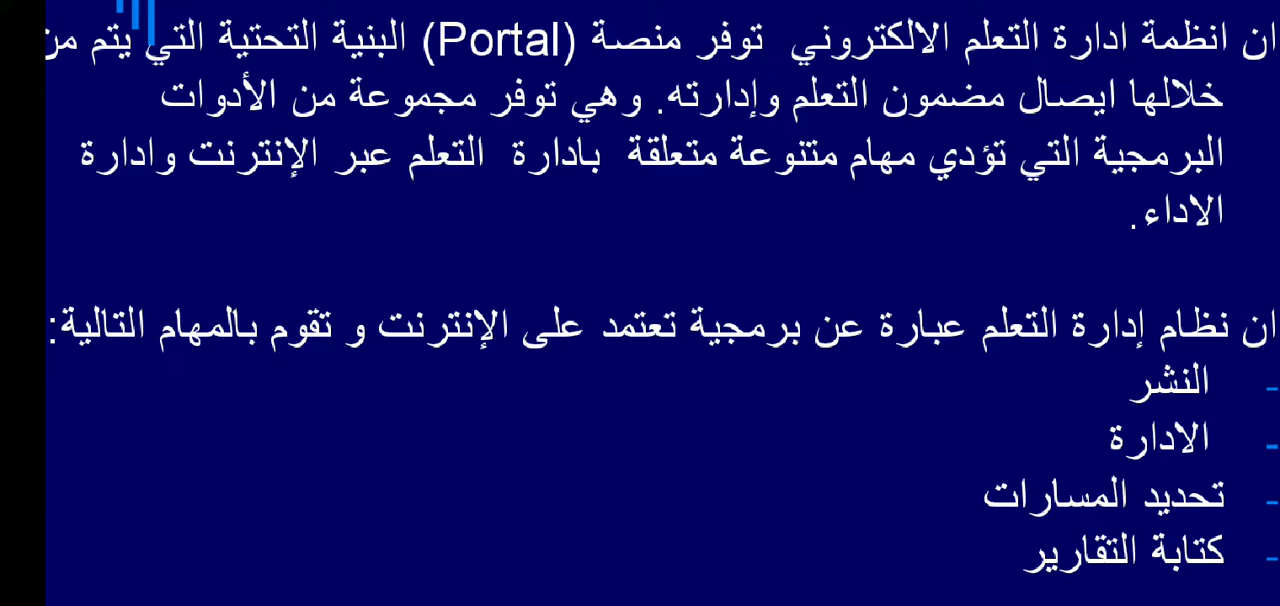 ان انظمة ادارة التعلم الالكتروني توفر منصة (Portal) البنية التحتية التي يتم من
خلالها ايصال مضمون التعلم وإدارته. وهي توفر مجموعة من الأدوات
البرمجية التي تؤدي مهام متنوعة متعلقة بادارة التعلم عبر الإنترنت وادارة
الاداء.
ان نظام إدارة التعلم عبارة عن برمجية تعتمد على الإنترنت و تقوم بالمهام التالية:
- النشر
- الادارة
- تحديد المسارات
- كتابة التقارير